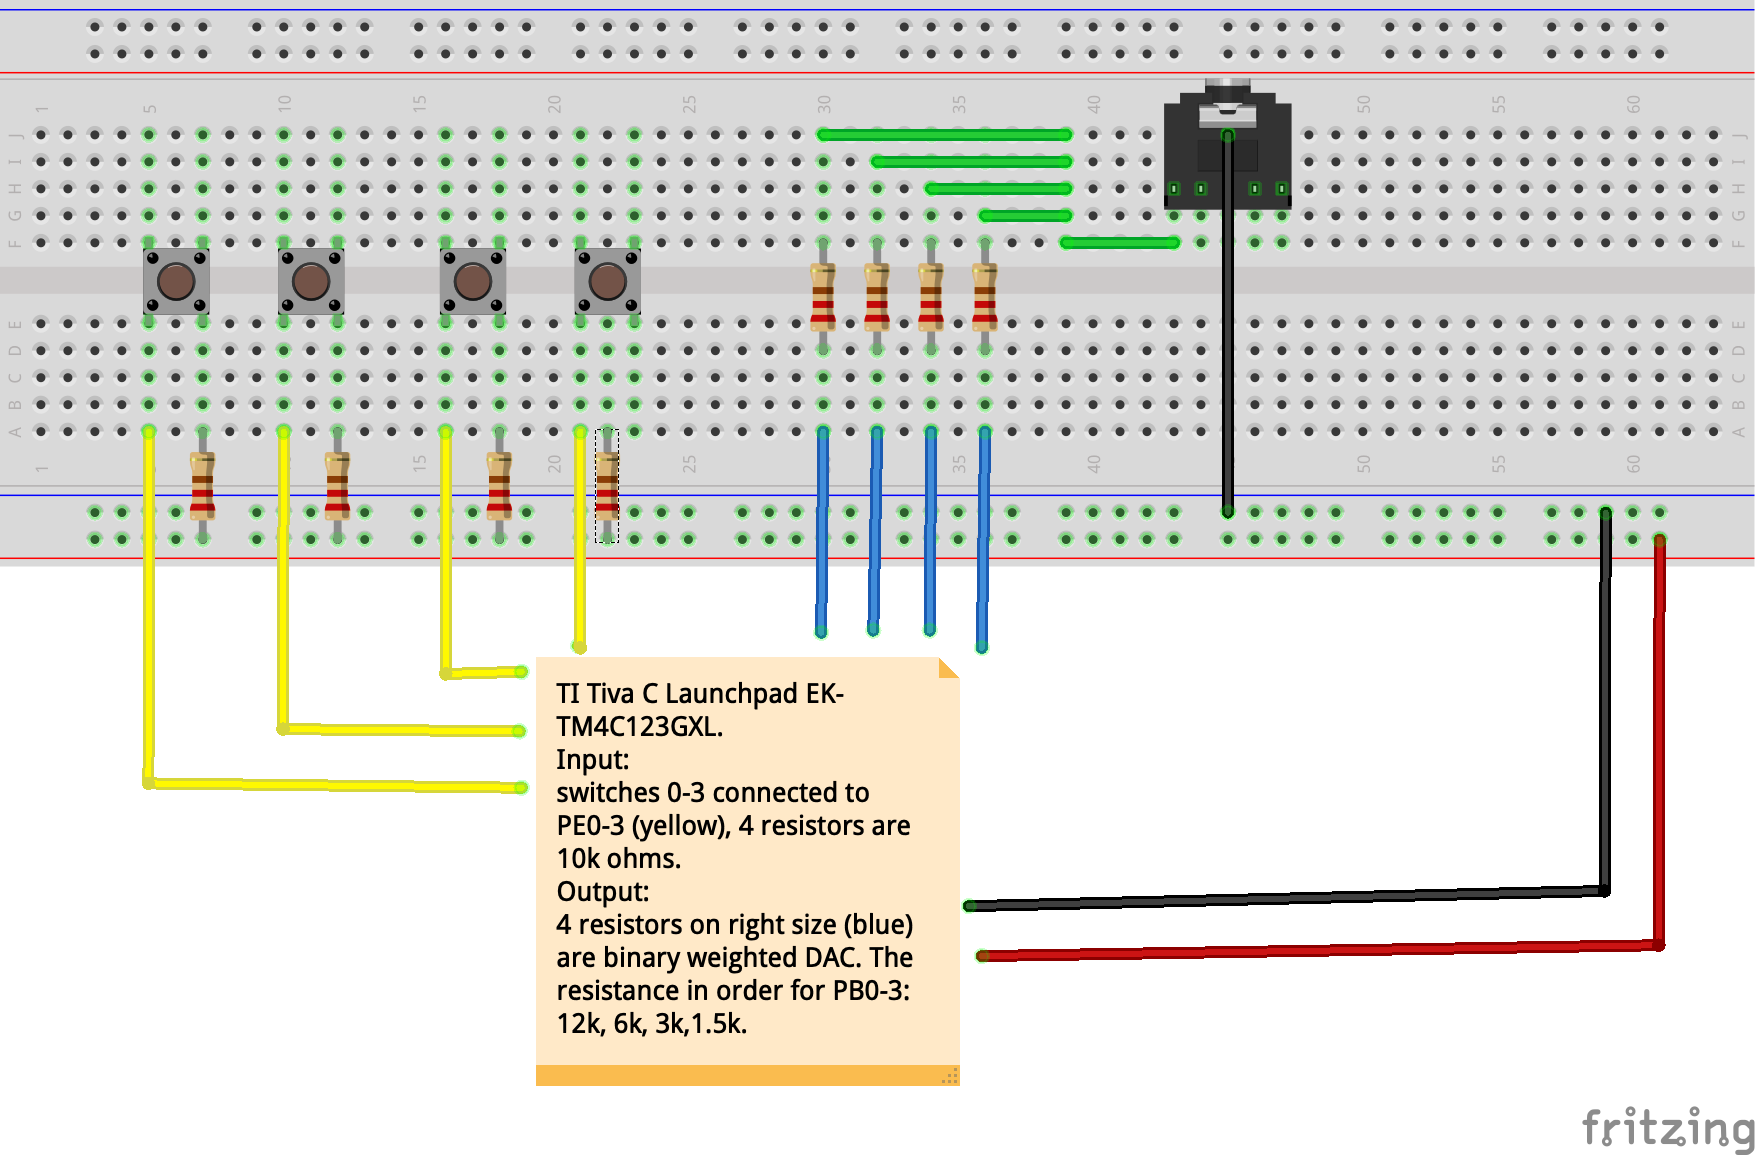 1 5 10 15 20 25 30 35 40 50 55 60
J J
I I
H H
G G
F F
E E
D D
C C
B B
A A
1 15 20 25 35 40 50 55 60
TI Tiva C Launchpad EK-
TM4C123GXL.
Input:
switches 0-3 connected to
PE0-3 (yellow), 4 resistors are
10k ohms.
Output:
4 resistors on right size (blue)
are binary weighted DAC. The
resistance in order for PB0-3:
12k, 6k, 3k,1.5k.
fritzing